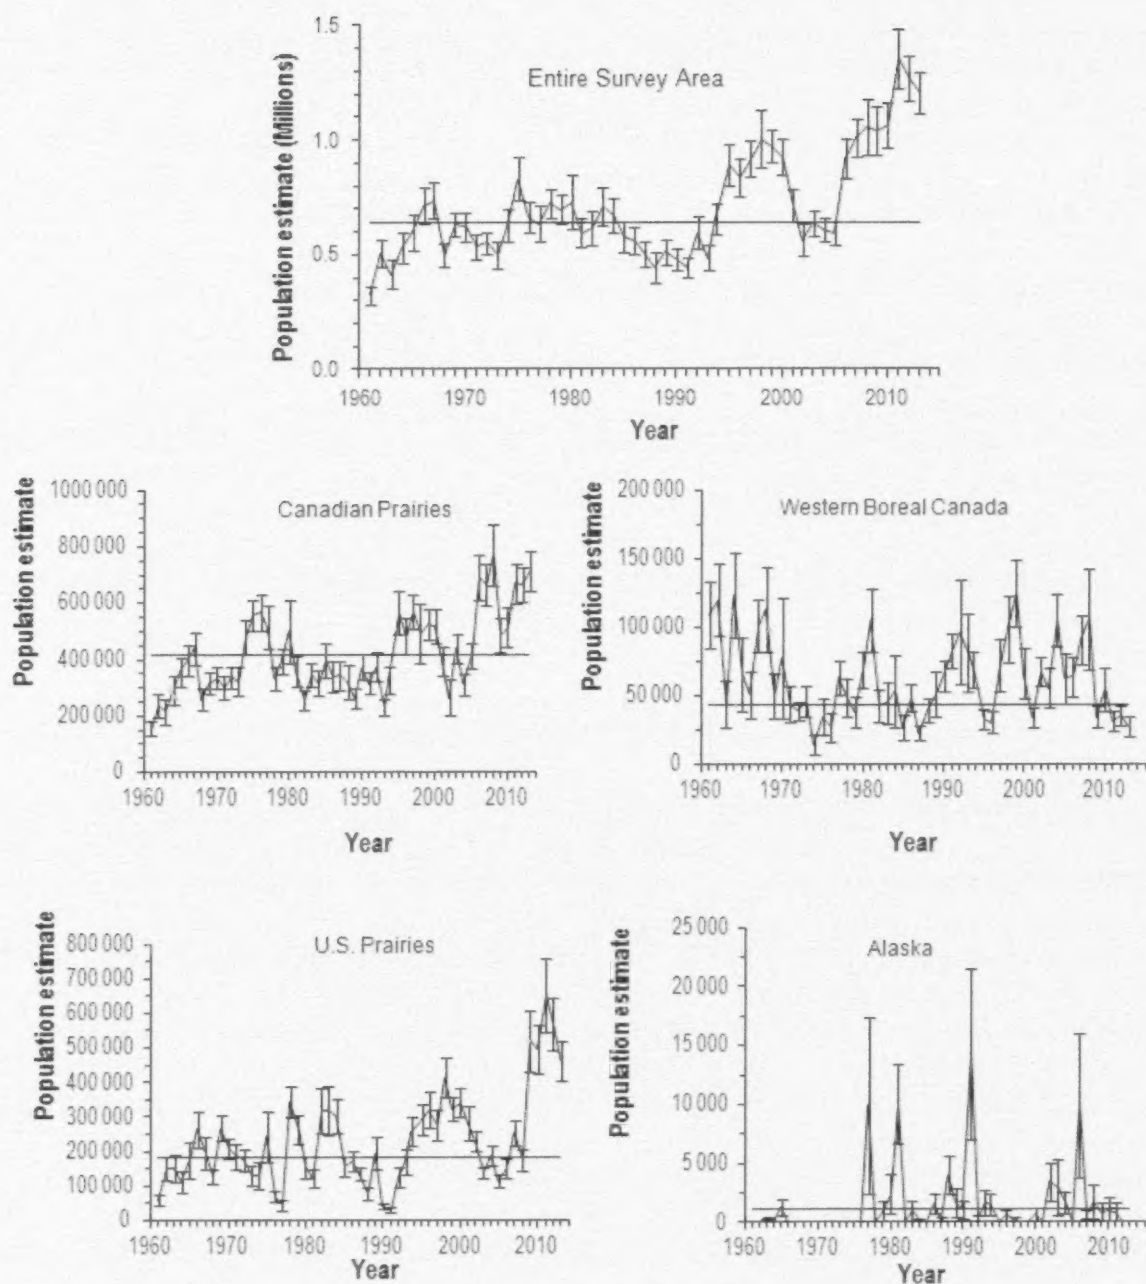 Entire Survey Area
Population estimate (Millions)
1.5
1.0
0.5
0.0
1960 1970 1980 1990 2000 2010
Year
Canadian Prairies
Population estimate
1000 000
800 000
600 000
400 000
200 000
0
1960 1970 1980 1990 2000 2010
Year
Western Boreal Canada
Population estimate
200 000
150 000
100 000
50 000
0
1960 1970 1980 1990 2000 2010
Year
U.S. Prairies
Population estimate
800 000
700 000
600 000
500 000
400 000
300 000
200 000
100 000
0
1960 1970 1980 1990 2000 2010
Year
Alaska
Population estimate
25 000
20 000
15 000
10 000
5 000
0
1960 1970 1980 1990 2000 2010
Year